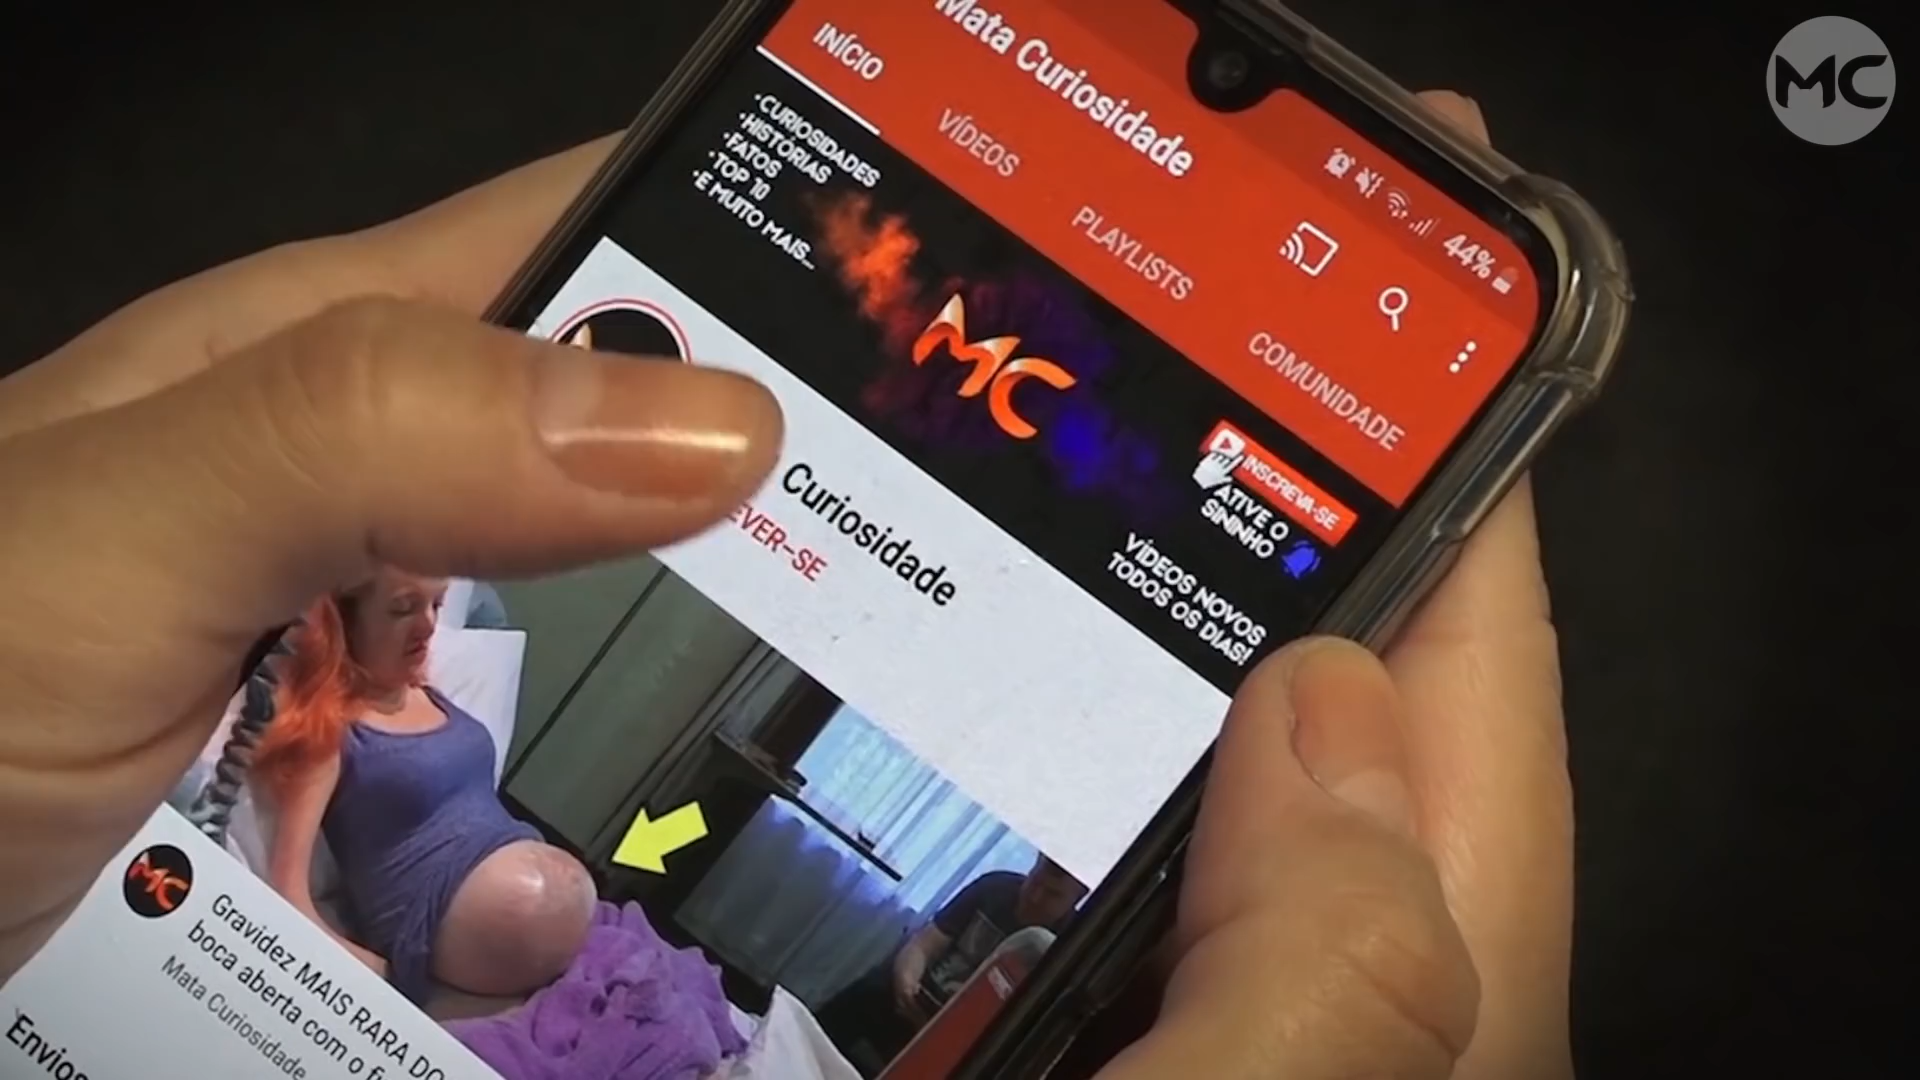 MC
Mata Curiosidade
44%
INÍCIO
VÍDEOS
PLAYLISTS
COMUNIDADE
•CURIOSIDADES
•HISTÓRIAS
•FATOS
•TOP 10
•E MUITO MAIS...
MC
INSCREVA-SE
ATIVE O
SININHO
VÍDEOS NOVOS
TODOS OS DIAS!
Curiosidade
EVER-SE
MC
Gravidez MAIS RARA DO
boca aberta com o
Mata Curiosidade
Envios